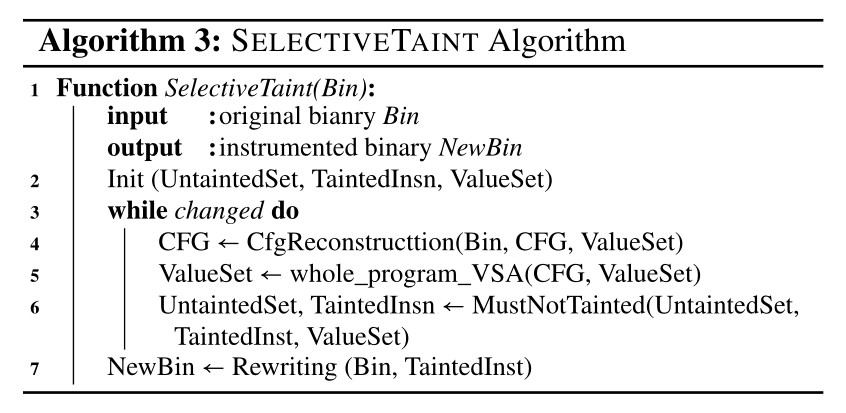 Algorithm 3: SELECTIVETAINT Algorithm
1 Function SelectiveTaint(Bin):
input :original bianry Bin
output :instrumented binary NewBin
2 Init (UntaintedSet, TaintedInsn, ValueSet)
3 while changed do
4 CFG ← CfgReconstructtion(Bin, CFG, ValueSet)
5 ValueSet ← whole_program_VSA(CFG, ValueSet)
6 UntaintedSet, TaintedInsn ← MustNotTainted(UntaintedSet,
TaintedInst, ValueSet)
7 NewBin ← Rewriting (Bin, TaintedInst)